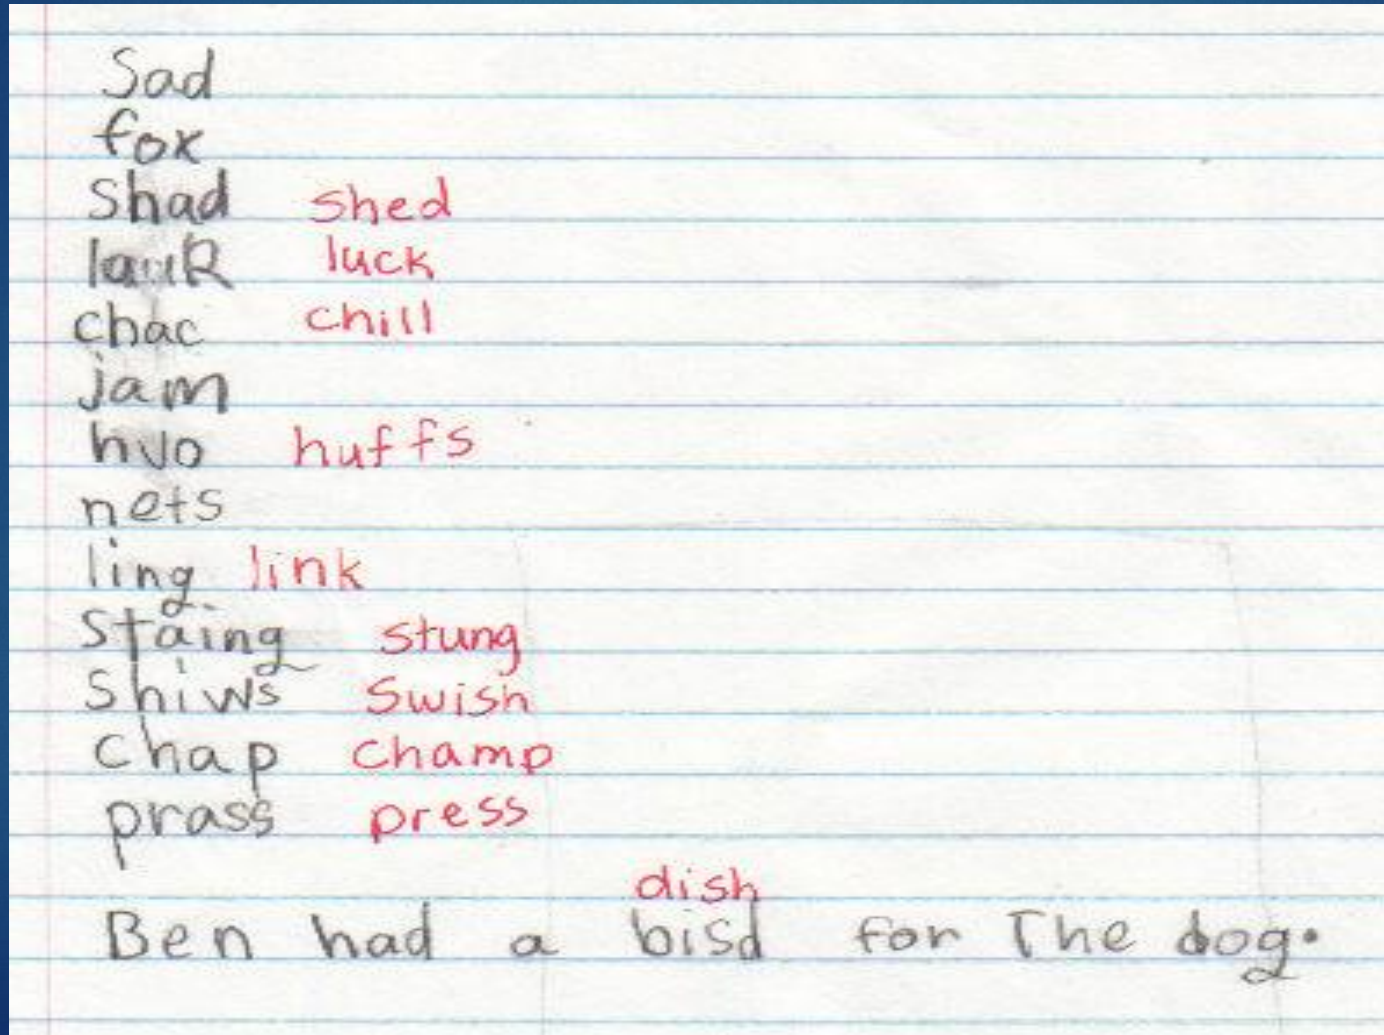 Sad
fox
Shad shed
lauk luck
chac chill
jam
hvo huffs
nets
ling link
staing stung
Shiws Swish
Chap Champ
prass press
dish
Ben had a bisd for The dog.